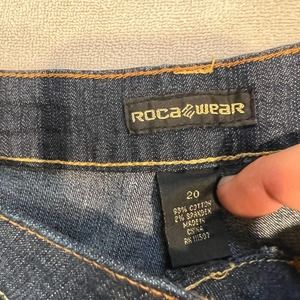 ROCAWEAR
20
98% COTTON
2% SPANDEX
MADE IN
CHINA